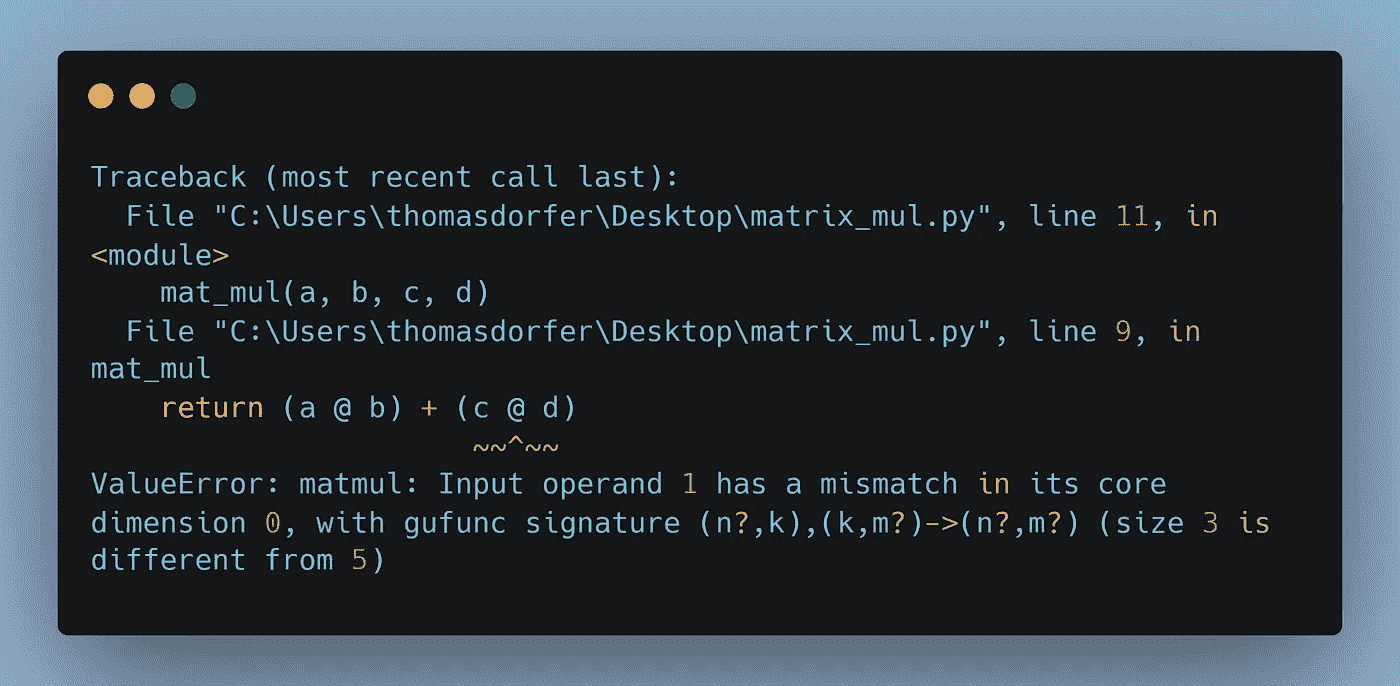 Traceback (most recent call last):
  File "C:\Users\thomasdorfer\Desktop\matrix_mul.py", line 11, in
<module>
    mat_mul(a, b, c, d)
  File "C:\Users\thomasdorfer\Desktop\matrix_mul.py", line 9, in
mat_mul
    return (a @ b) + (c @ d)
                      ~~^~~
ValueError: matmul: Input operand 1 has a mismatch in its core
dimension 0, with gufunc signature (n?,k),(k,m?)->(n?,m?) (size 3 is
different from 5)